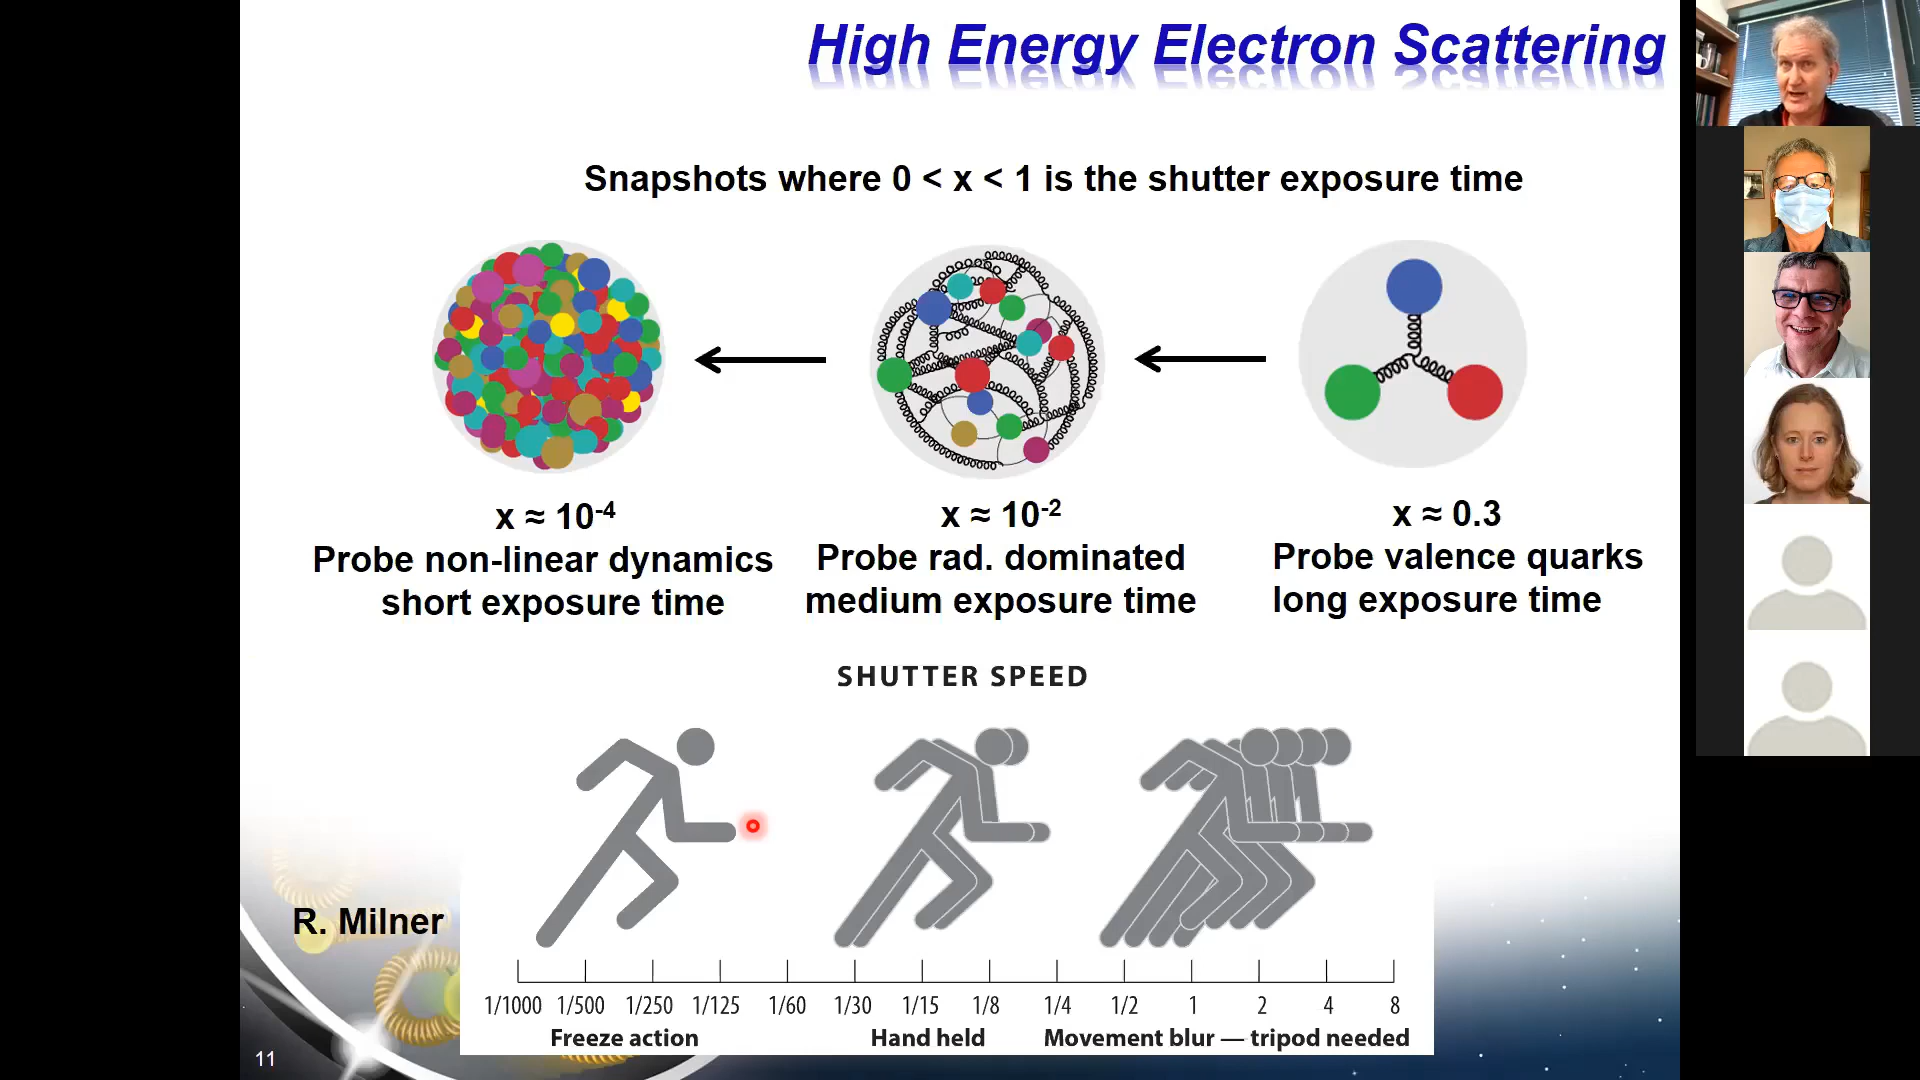 High Energy Electron Scattering
Snapshots where 0 < x < 1 is the shutter exposure time
x ≈ 10⁻⁴
Probe non-linear dynamics
short exposure time
x ≈ 10⁻²
Probe rad. dominated
medium exposure time
x ≈ 0.3
Probe valence quarks
long exposure time
SHUTTER SPEED
R. Milner
1/1000 1/500 1/250 1/125 1/60 1/30 1/15 1/8 1/4 1/2 1 2 4 8
Freeze action Hand held Movement blur — tripod needed
11